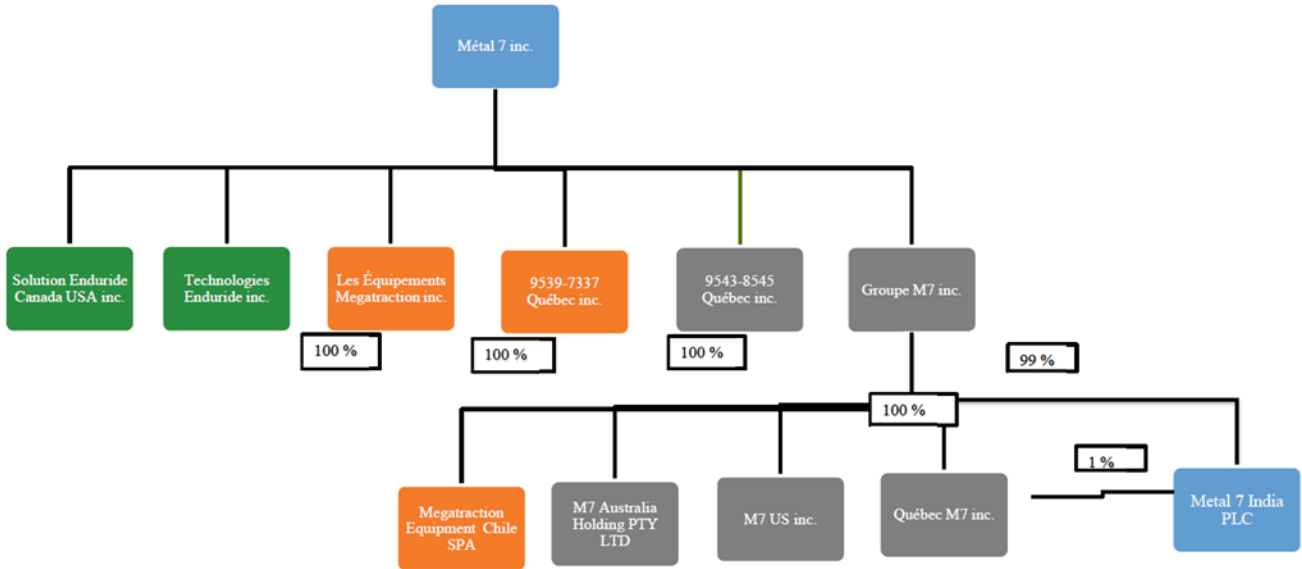 Métal 7 inc.
Solution Enduride
Canada USA inc.
Technologies
Enduride inc.
Les Équipements
Megatraction inc.
9539-7337
Québec inc.
9543-8545
Québec inc.
Groupe M7 inc.
100 %
100 %
100 %
99 %
100 %
1 %
Megatraction
Equipment Chile
SPA
M7 Australia
Holding PTY
LTD
M7 US inc.
Québec M7 inc.
Metal 7 India
PLC